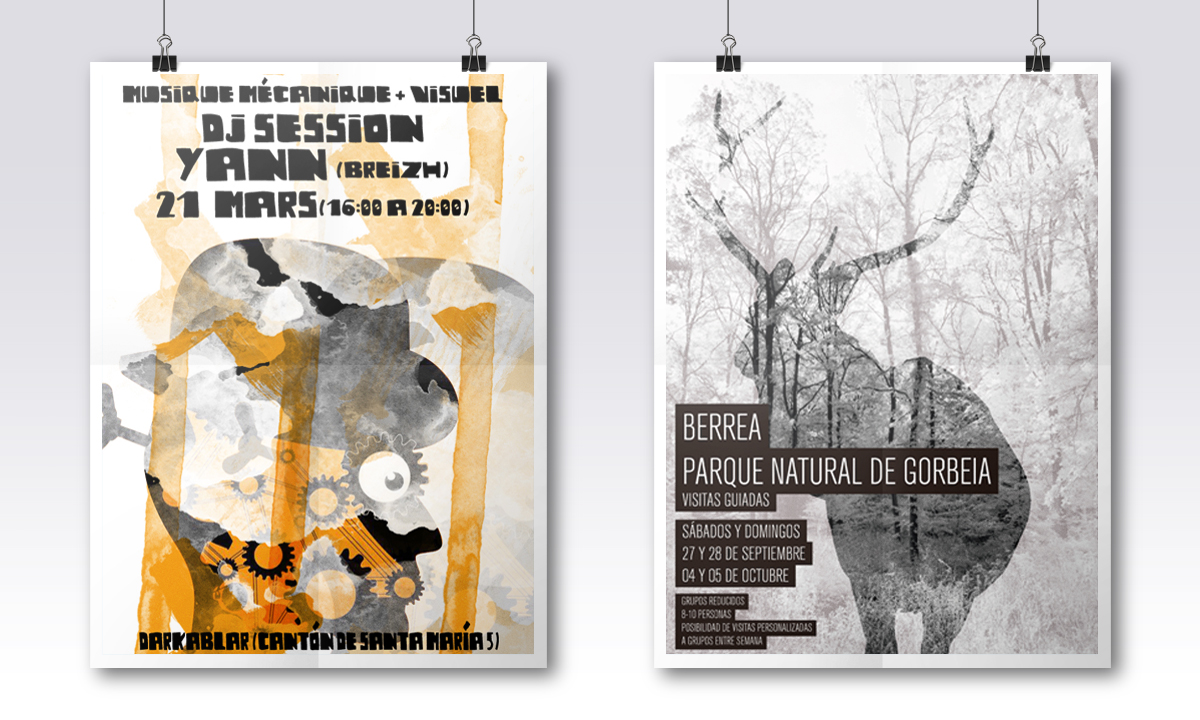 MUSIQUE MÉCANIQUE + VISUEL
DJ SESSION
YANN (BREIZH)
21 MARS (16:00 A 20:00)
DARKABLAR (CANTÓN DE SANTA MARÍA 5)
BERREA
PARQUE NATURAL DE GORBEIA
VISITAS GUIADAS
SÁBADOS Y DOMINGOS
27 Y 28 DE SEPTIEMBRE
04 Y 05 DE OCTUBRE
GRUPOS REDUCIDOS
8-10 PERSONAS
POSIBILIDAD DE VISITAS PERSONALIZADAS
A GRUPOS ENTRE SEMANA